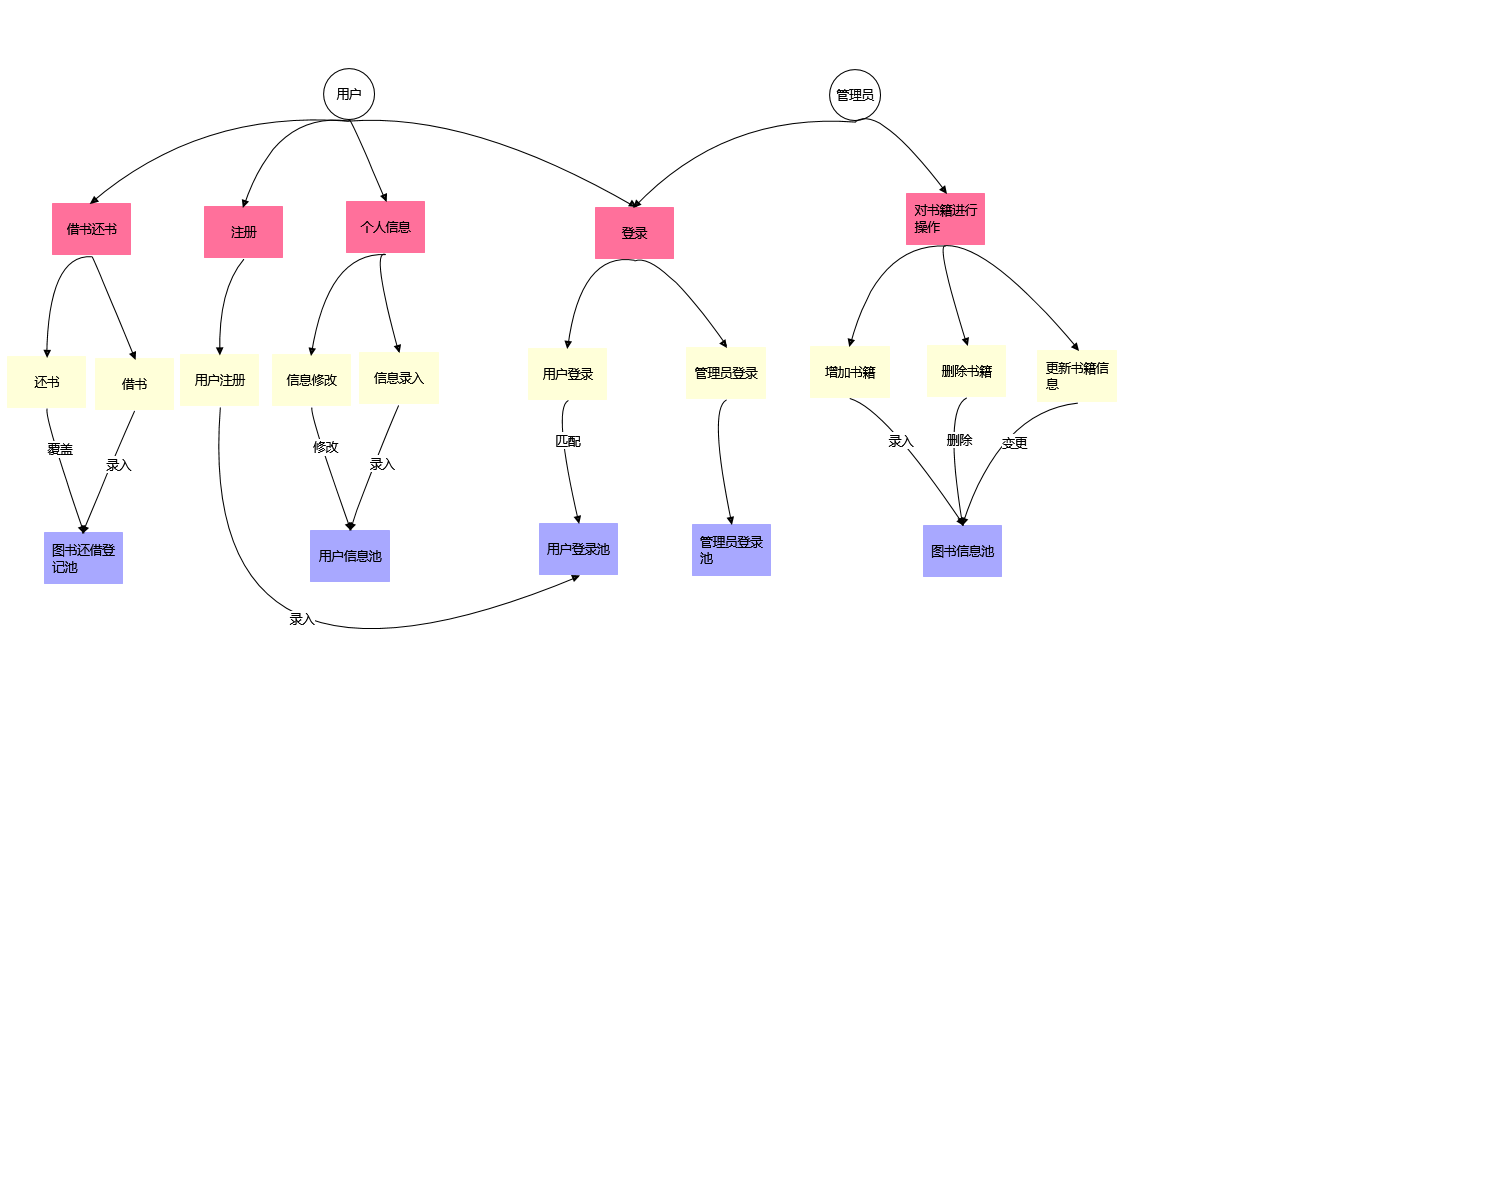 用户
管理员
借书还书
注册
个人信息
登录
对书籍进行
操作
还书
借书
用户注册
信息修改
信息录入
用户登录
管理员登录
增加书籍
删除书籍
更新书籍信
息
覆盖
录入
修改
录入
匹配
录入
删除
变更
图书还借登
记池
用户信息池
用户登录池
管理员登录
池
图书信息池
录入